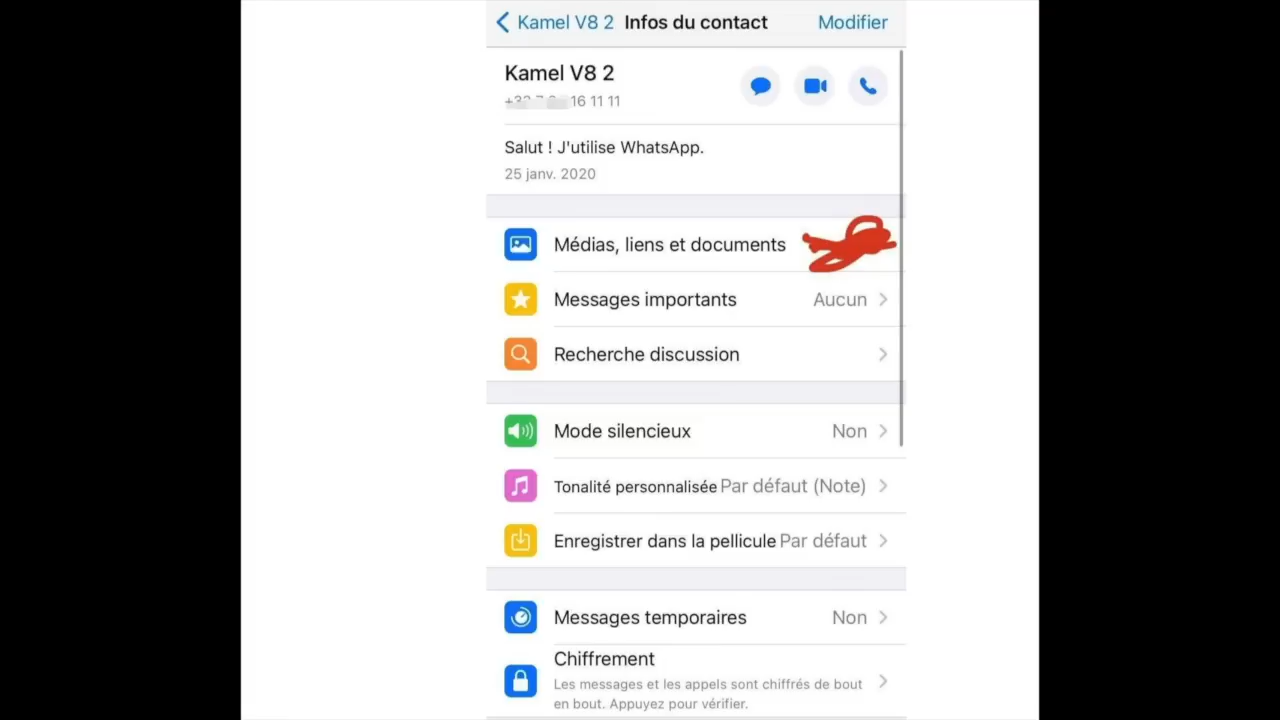 Kamel V8 2 Infos du contact Modifier
Kamel V8 2
16 11 11
Salut ! J'utilise WhatsApp.
25 janv. 2020
Médias, liens et documents
Messages importants Aucun
Recherche discussion
Mode silencieux Non
Tonalité personnalisée Par défaut (Note)
Enregistrer dans la pellicule Par défaut
Messages temporaires Non
Chiffrement
Les messages et les appels sont chiffrés de bout
en bout. Appuyez pour vérifier.